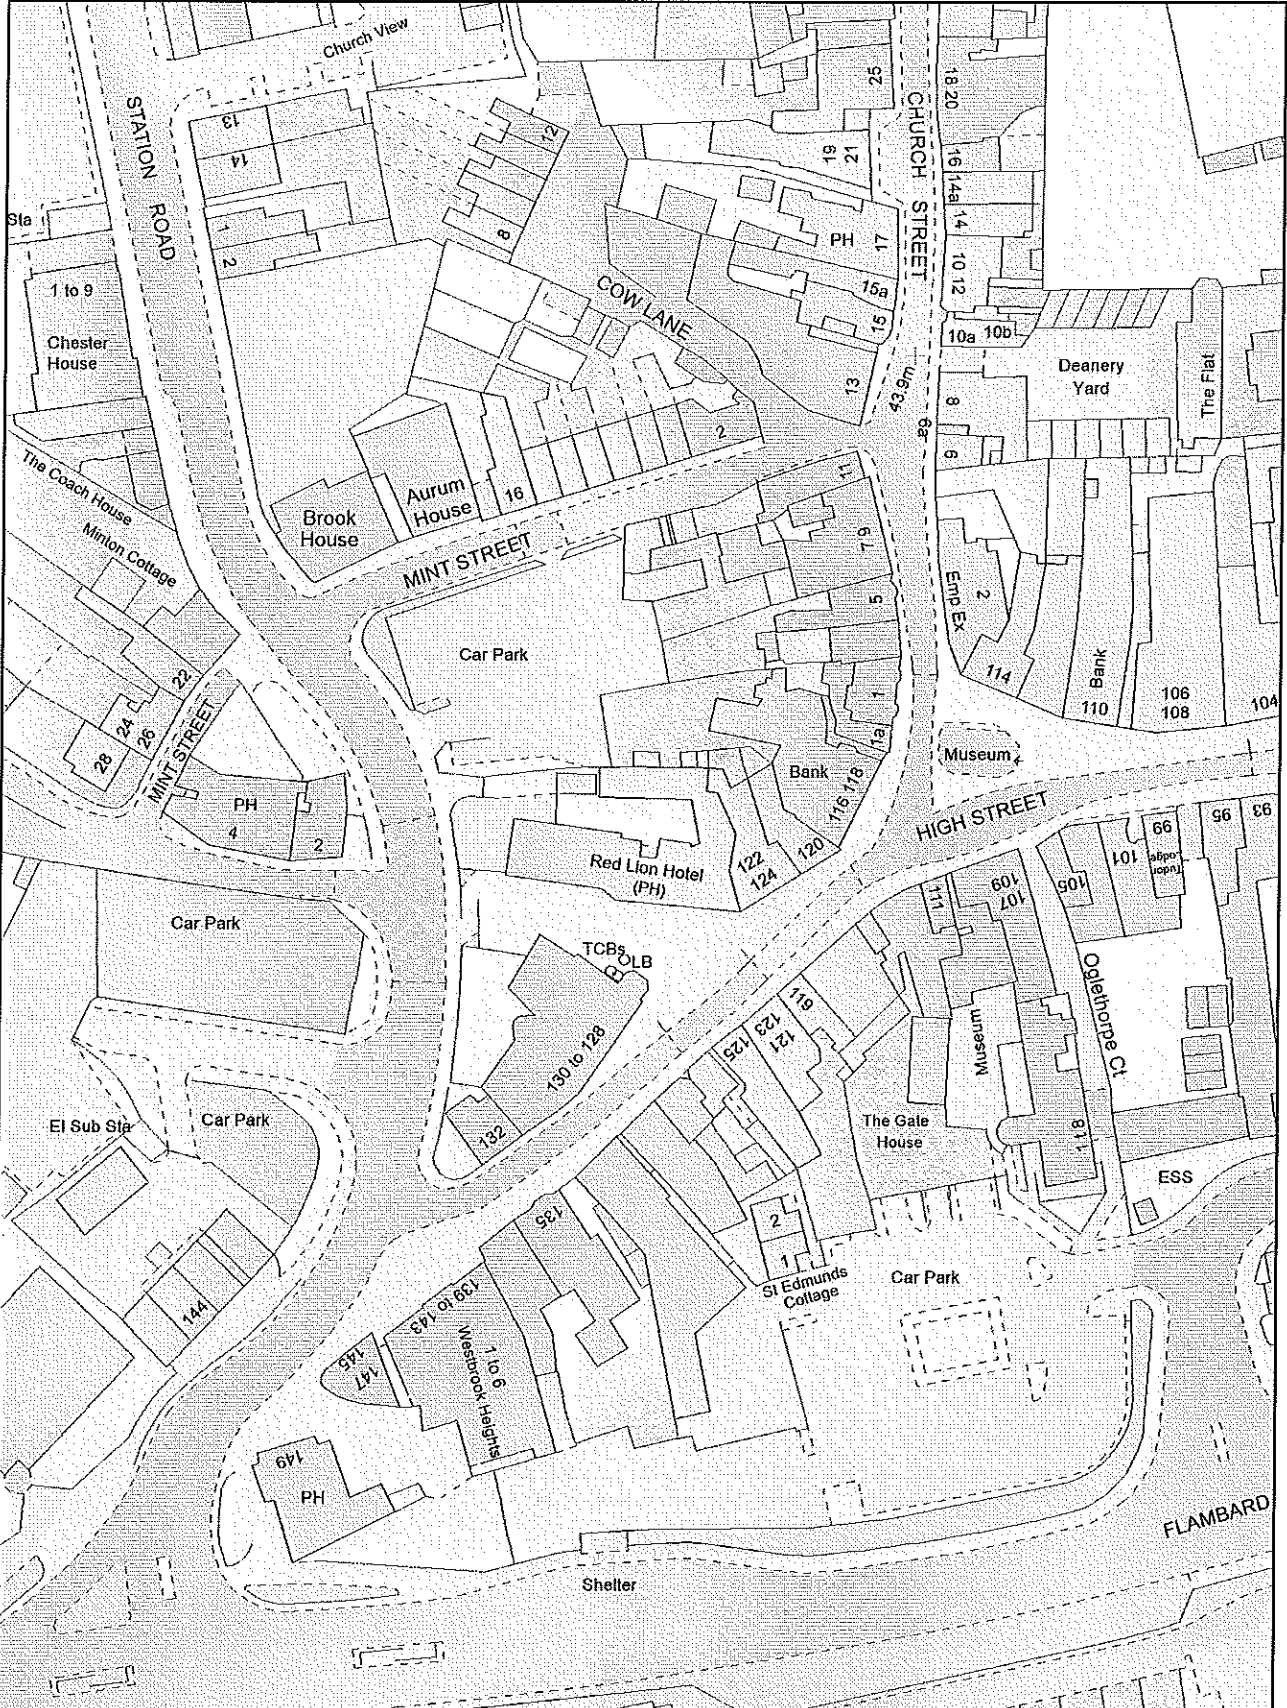 Church View
STATION ROAD
13
14
1
2
Sta
1 to 9
Chester
House
12
8
COW LANE
25
19
21
PH
17
15a
15
13
CHURCH STREET
43.9m
18 20
16
14a
14
10 12
10a
10b
8
6a
6
Deanery
Yard
The Flat
The Coach House
Minton Cottage
Brook
House
Aurum
House
16
2
MINT STREET
11
7 9
5
1
1a
Emp Ex
2
114
Bank
110
106
108
104
Car Park
22
24
26
28
MINT STREET
PH
4
2
Museum
Bank
116 118
120
122
124
Red Lion Hotel
(PH)
HIGH STREET
93
95
99
Tudor
Lodge
101
105
107
109
111
Car Park
TCBs
LB
130 to 128
132
119
121
123
125
Museum
Oglethorpe Ct
The Gate
House
ESS
El Sub Sta
Car Park
144
135
139 to 143
145
147
1 to 6
Westbrook Heights
149
PH
2
1
St Edmunds
Cottage
Car Park
Shelter
FLAMBARD